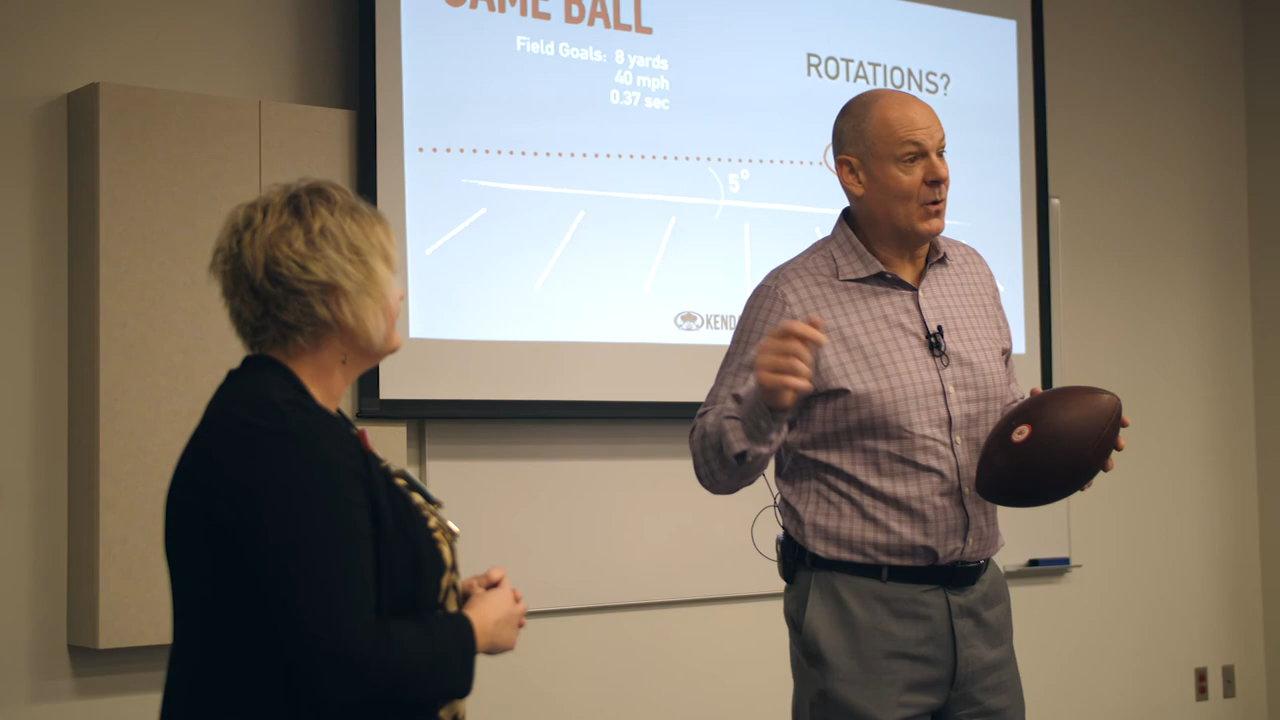 GAME BALL
Field Goals: 8 yards
40 mph
0.37 sec
ROTATIONS?
5°
KEND